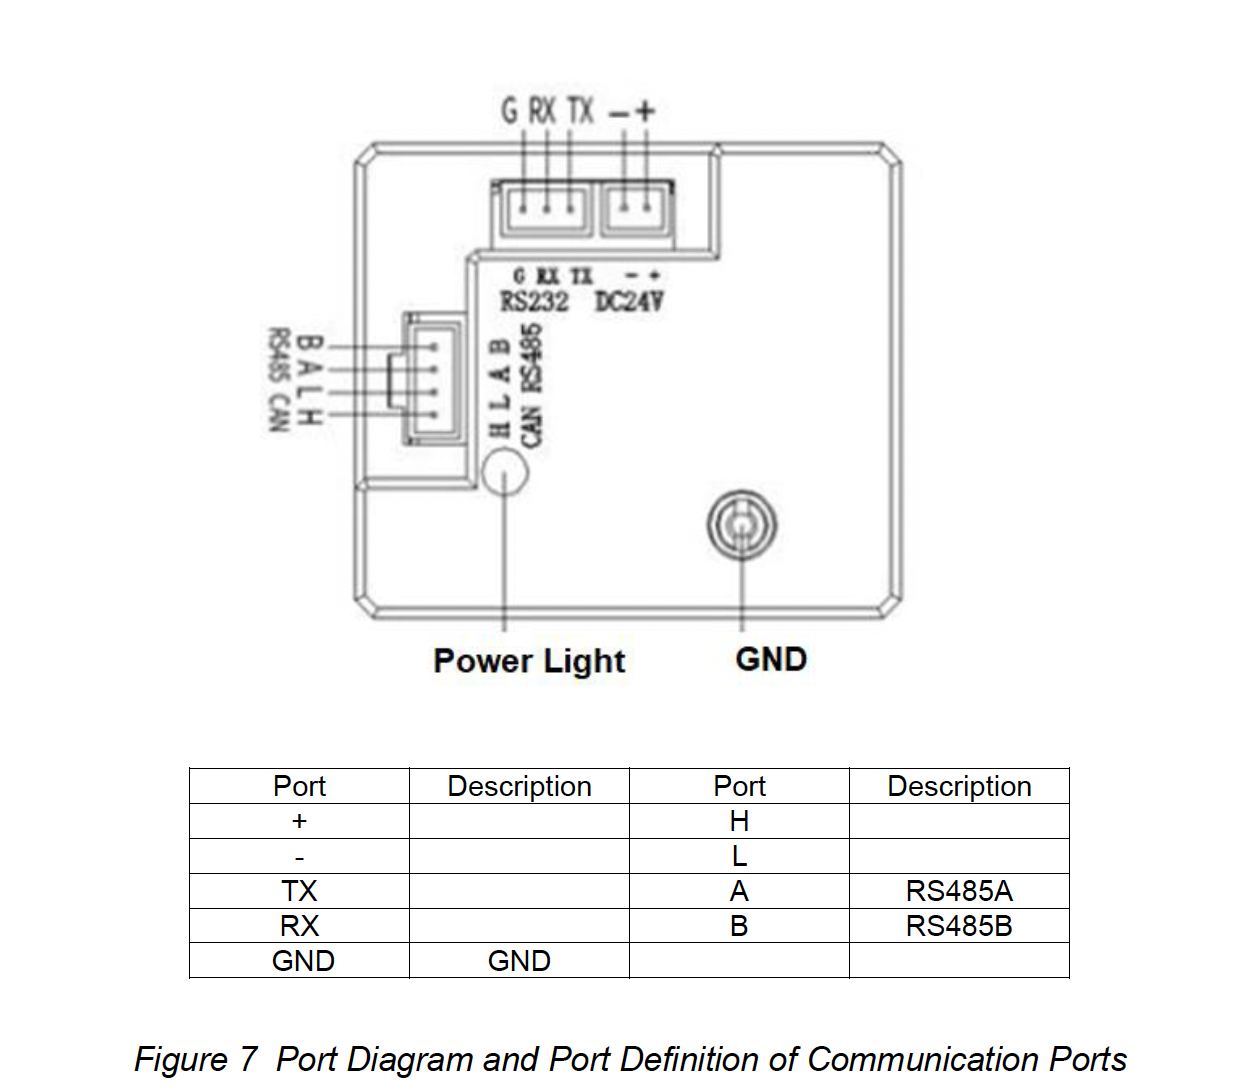 G RX TX − +
G RX TX − +
RS232 DC24V
B A L H
RS485 CAN
H L A B
CAN RS485
Power Light
GND
Port Description Port Description
+ H
- L
TX A RS485A
RX B RS485B
GND GND
Figure 7 Port Diagram and Port Definition of Communication Ports